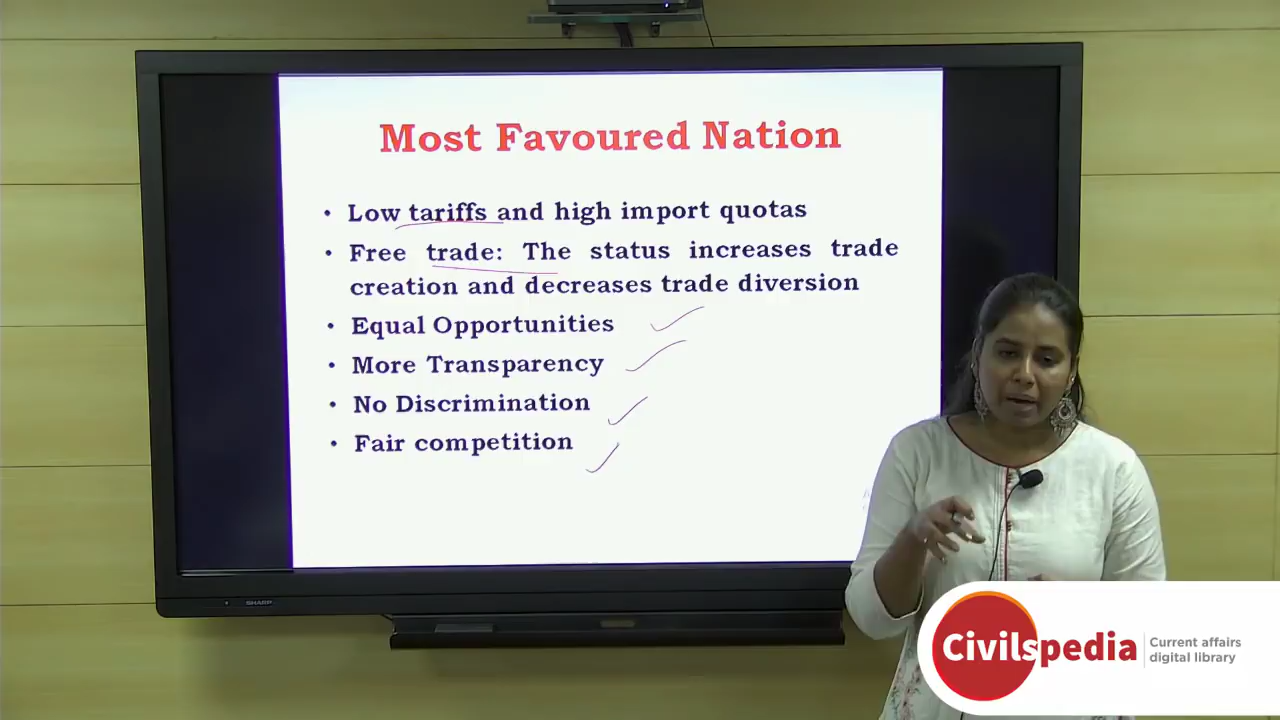 Most Favoured Nation
• Low tariffs and high import quotas
• Free trade: The status increases trade
creation and decreases trade diversion
• Equal Opportunities
• More Transparency
• No Discrimination
• Fair competition
SHARP
Civilspedia
Current affairs
digital library